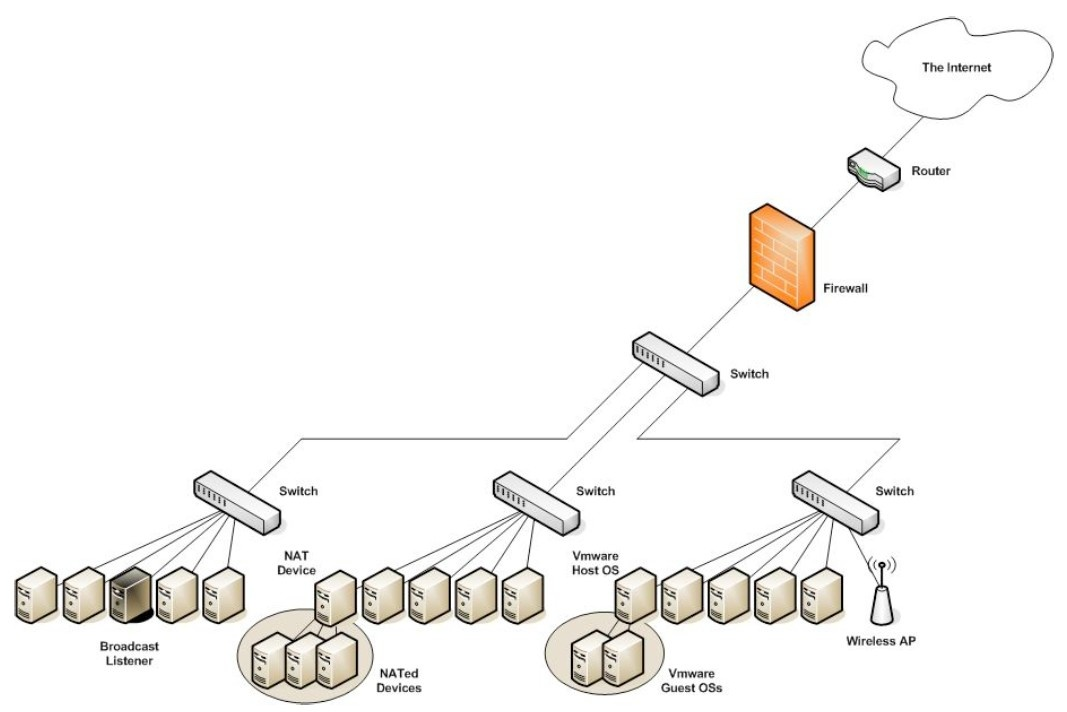 The Internet
Router
Firewall
Switch
Switch
Switch
Switch
NAT
Device
Vmware
Host OS
Broadcast
Listener
NATed
Devices
Vmware
Guest OSs
Wireless AP